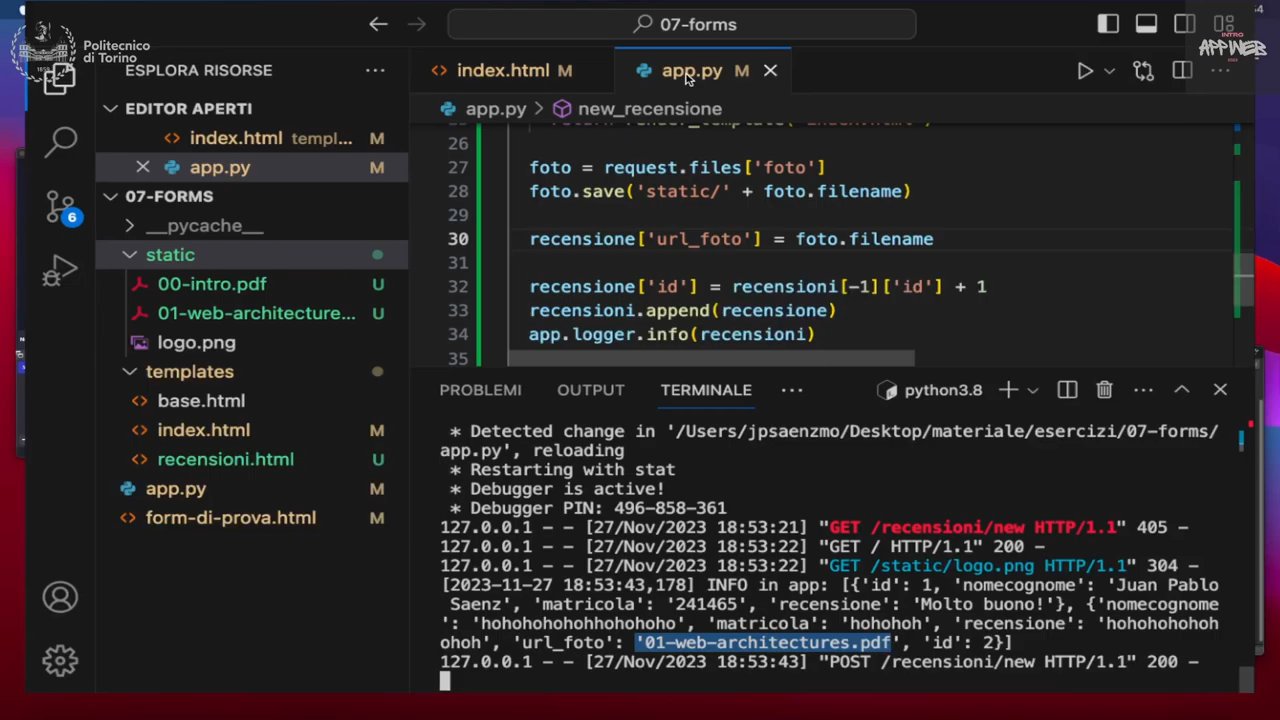 Politecnico
di Torino
1859
07-forms
INTRO
APPIWEB
2023
ESPLORA RISORSE
index.html M
app.py M
EDITOR APERTI
app.py > new_recensione
index.html templ... M
app.py M
07-FORMS
__pycache__
static
00-intro.pdf U
01-web-architecture... U
logo.png
templates
base.html
index.html M
recensioni.html U
app.py M
form-di-prova.html M
6
26
27 foto = request.files['foto']
28 foto.save('static/' + foto.filename)
29
30 recensione['url_foto'] = foto.filename
31
32 recensione['id'] = recensioni[-1]['id'] + 1
33 recensioni.append(recensione)
34 app.logger.info(recensioni)
35
PROBLEMI OUTPUT TERMINALE python3.8
* Detected change in '/Users/jpsaenzmo/Desktop/materiale/esercizi/07-forms/
app.py', reloading
* Restarting with stat
* Debugger is active!
* Debugger PIN: 496-858-361
127.0.0.1 - - [27/Nov/2023 18:53:21] "GET /recensioni/new HTTP/1.1" 405 -
127.0.0.1 - - [27/Nov/2023 18:53:22] "GET / HTTP/1.1" 200 -
127.0.0.1 - - [27/Nov/2023 18:53:22] "GET /static/logo.png HTTP/1.1" 304 -
[2023-11-27 18:53:43,178] INFO in app: [{'id': 1, 'nomecognome': 'Juan Pablo
Saenz', 'matricola': '241465', 'recensione': 'Molto buono!'}, {'nomecognome
': 'hohohohohhohohoho', 'matricola': 'hohohoh', 'recensione': 'hohohohohoh
ohoh', 'url_foto': '01-web-architectures.pdf', 'id': 2}]
127.0.0.1 - - [27/Nov/2023 18:53:43] "POST /recensioni/new HTTP/1.1" 200 -